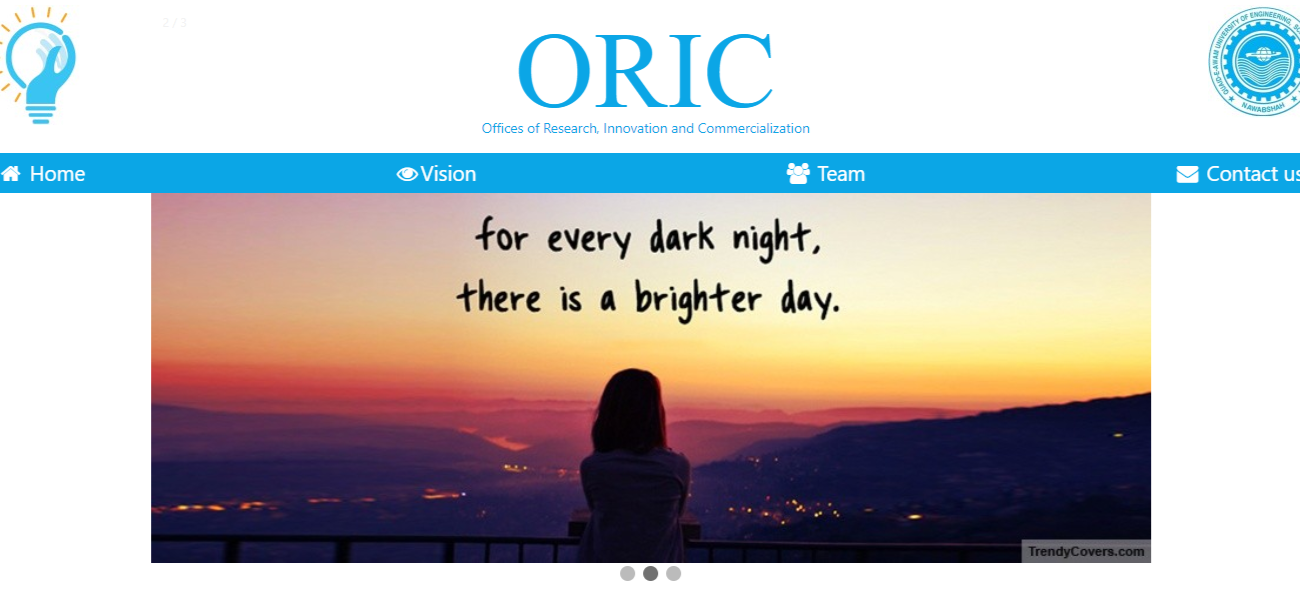 2 / 3
ORIC
Offices of Research, Innovation and Commercialization
QUAID-E-AWAM UNIVERSITY OF ENGINEERING,
NAWABSHAH
Home
Vision
Team
Contact us
for every dark night,
there is a brighter day.
TrendyCovers.com